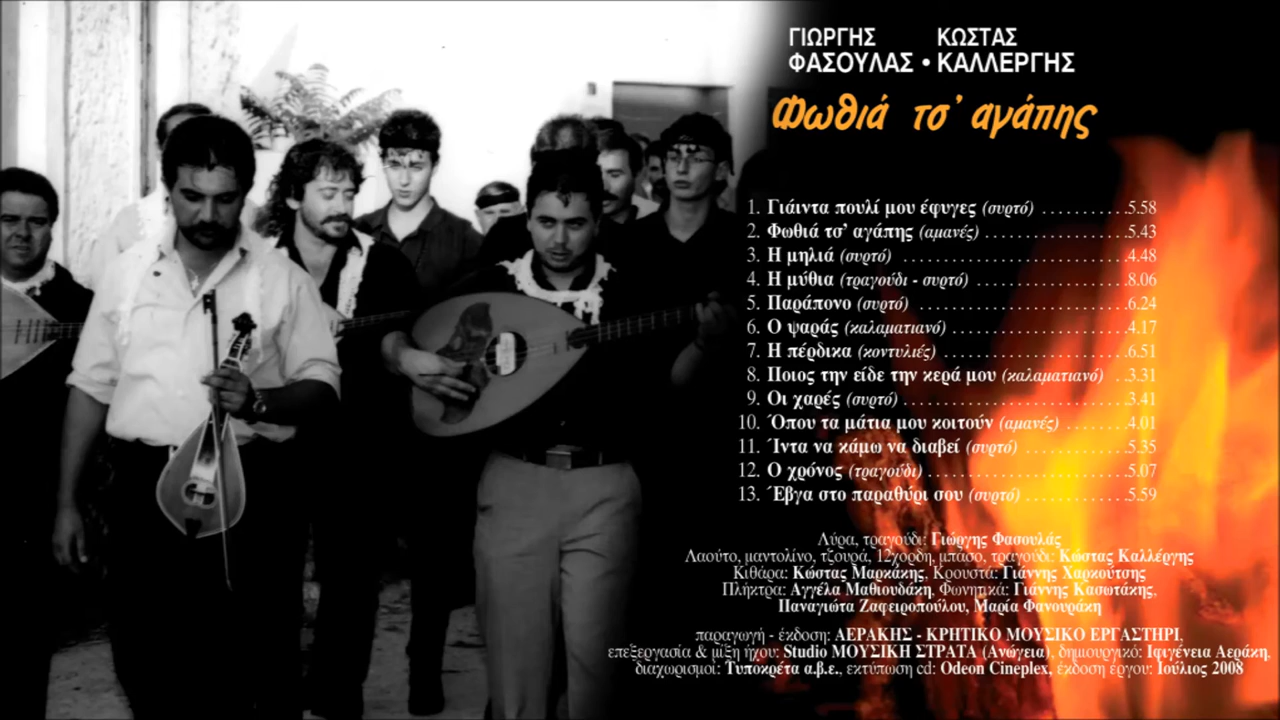 ΓΙΩΡΓΗΣ ΚΩΣΤΑΣ
ΦΑΣΟΥΛΑΣ • ΚΑΛΛΕΡΓΗΣ
Φωθιά τσ' αγάπης
1. Γιάιντα πουλί μου έφυγες (συρτό) ...........5.58
2. Φωθιά τσ' αγάπης (αμανές) ..................5.43
3. Η μηλιά (συρτό) ............................4.48
4. Η μύθια (τραγούδι - συρτό) ....................8.06
5. Παράπονο (συρτό) ...........................6.24
6. Ο ψαράς (καλαματιανό) ......................4.17
7. Η πέρδικα (κοντυλιές) .......................6.51
8. Ποιος την είδε την κερά μου (καλαματιανό) ..3.31
9. Οι χαρές (συρτό) ............................3.41
10. Όπου τα μάτια μου κοιτούν (αμανές) ........4.01
11. Ίντα να κάμω να διαβεί (συρτό) ..............5.35
12. Ο χρόνος (τραγούδι) .........................5.07
13. Έβγα στο παραθύρι σου (συρτό) .............5.59
Λύρα, τραγούδι: Γιώργης Φασουλάς
Λαούτο, μαντολίνο, τζουρά, 12χορδη, μπάσο, τραγούδι: Κώστας Καλλέργης
Κιθάρα: Κώστας Μαρκάκης, Κρουστά: Γιάννης Χαρκούτσης
Πλήκτρα: Αγγέλα Μαθιουδάκη, Φωνητικά: Γιάννης Κασωτάκης,
Παναγιώτα Ζαφειροπούλου, Μαρία Φανουράκη
παραγωγή - έκδοση: ΑΕΡΑΚΗΣ - ΚΡΗΤΙΚΟ ΜΟΥΣΙΚΟ ΕΡΓΑΣΤΗΡΙ,
επεξεργασία & μίξη ήχου: Studio ΜΟΥΣΙΚΗ ΣΤΡΑΤΑ (Ανώγεια), δημιουργικό: Ιφιγένεια Αεράκη,
διαχωρισμοί: Τυποκρέτα α.β.ε., εκτύπωση cd: Odeon Cineplex, έκδοση έργου: Ιούλιος 2008